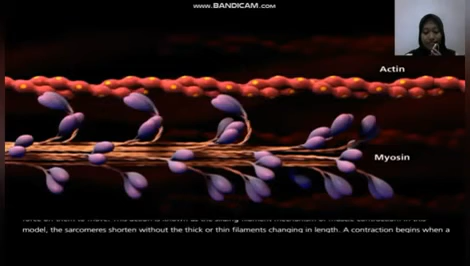 www.BANDICAM.com
Actin
Myosin
model, the sarcomeres shorten without the thick or thin filaments changing in length. A contraction begins when a